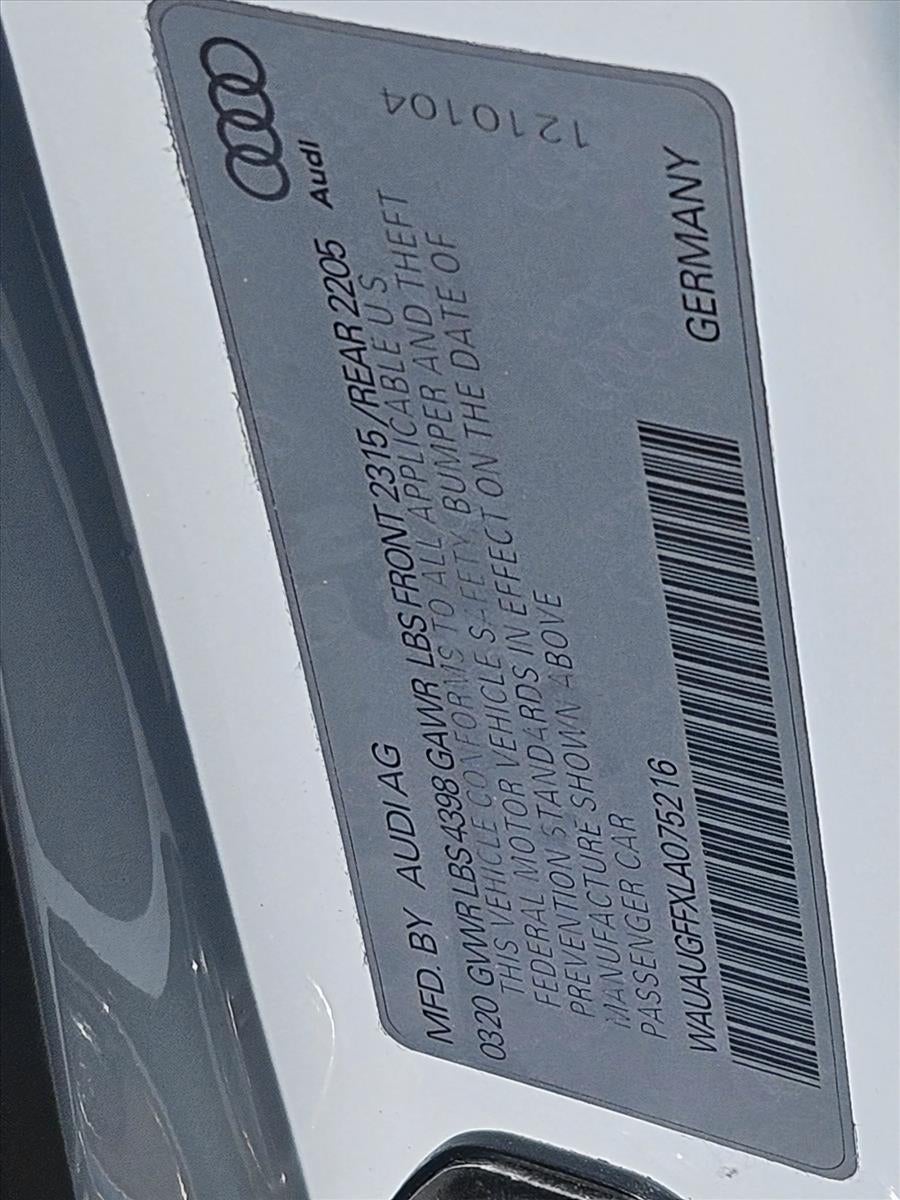 Audi
MFD. BY AUDI AG
0320 GVWR LBS 4398 GAWR LBS FRONT 2315/REAR 2205
THIS VEHICLE CONFORMS TO ALL APPLICABLE U S
FEDERAL MOTOR VEHICLE SAFETY, BUMPER AND THEFT
PREVENTION STANDARDS IN EFFECT ON THE DATE OF
MANUFACTURE SHOWN ABOVE
PASSENGER CAR
WAUAUGFFXLA075216
GERMANY
1210104